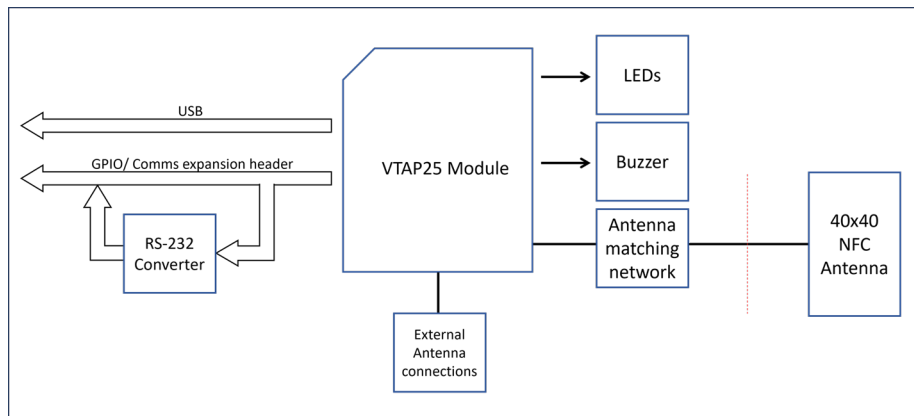 USB
GPIO/ Comms expansion header
RS-232
Converter
VTAP25 Module
LEDs
Buzzer
Antenna
matching
network
40x40
NFC
Antenna
External
Antenna
connections